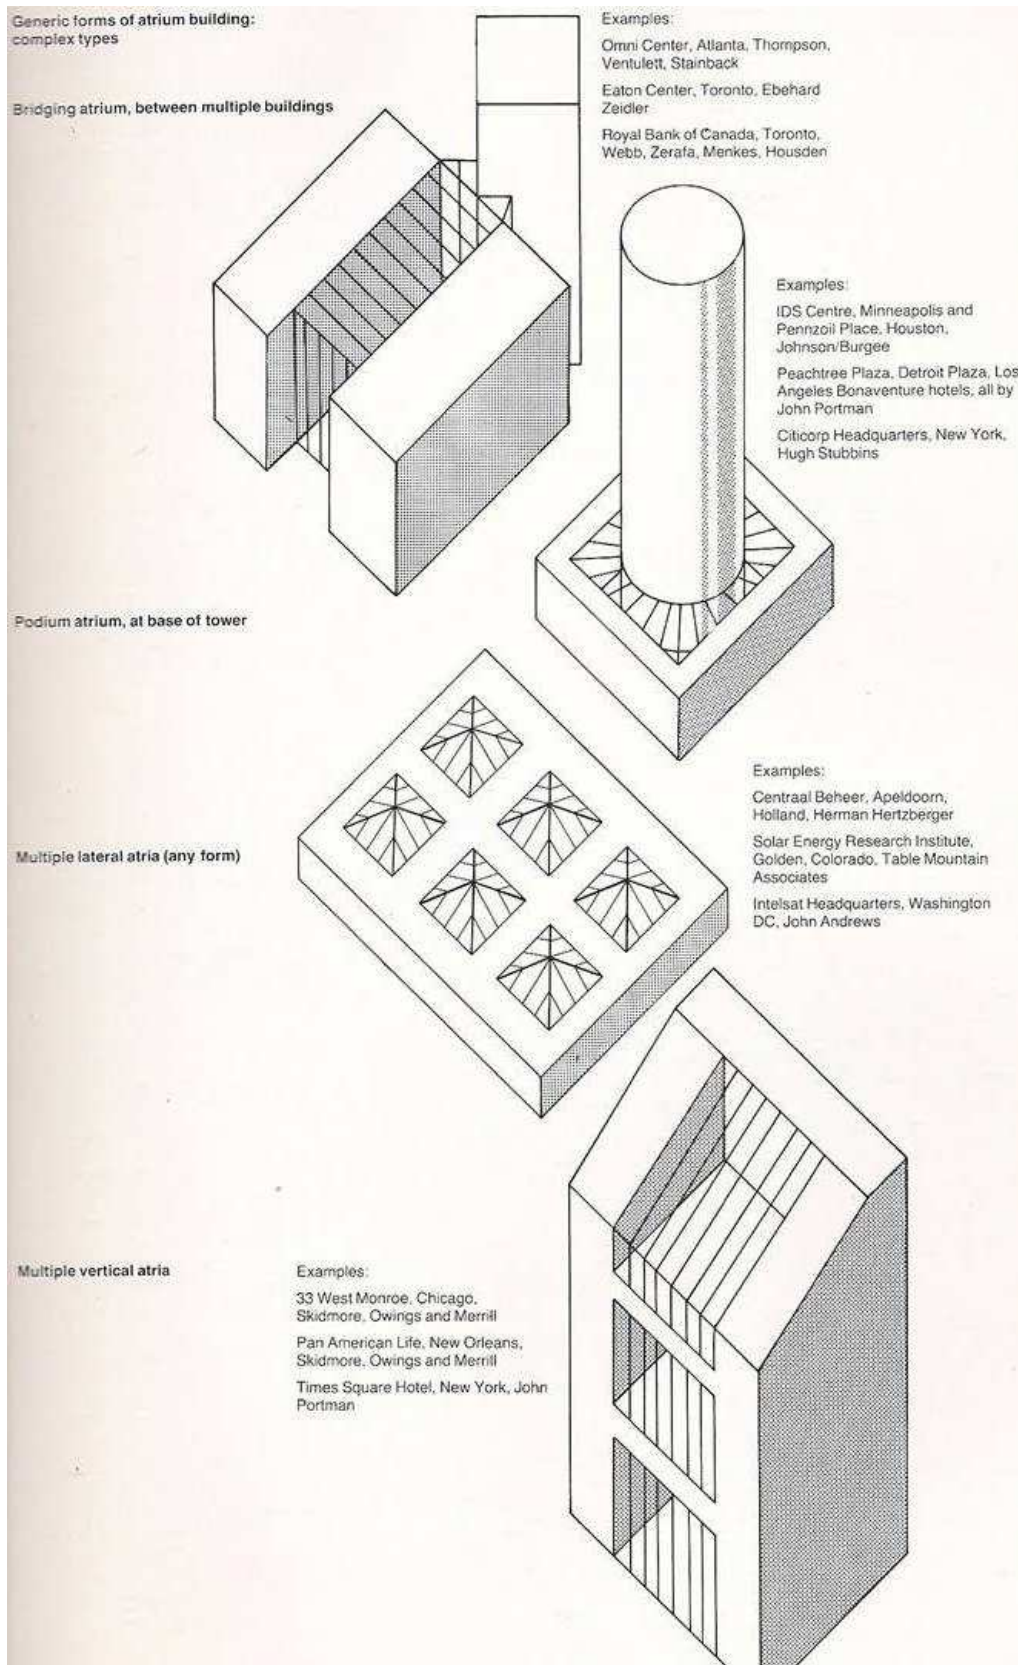 Generic forms of atrium building:
complex types
Bridging atrium, between multiple buildings
Examples:
Omni Center, Atlanta, Thompson,
Ventulett, Stainback
Eaton Center, Toronto, Ebehard
Zeidler
Royal Bank of Canada, Toronto,
Webb, Zerafa, Menkes, Housden
Examples:
IDS Centre, Minneapolis and
Pennzoil Place, Houston,
Johnson/Burgee
Peachtree Plaza, Detroit Plaza, Los
Angeles Bonaventure hotels, all by
John Portman
Citicorp Headquarters, New York,
Hugh Stubbins
Podium atrium, at base of tower
Examples:
Centraal Beheer, Apeldoorn,
Holland, Herman Hertzberger
Solar Energy Research Institute,
Golden, Colorado, Table Mountain
Associates
Intelsat Headquarters, Washington
DC, John Andrews
Multiple lateral atria (any form)
Multiple vertical atria
Examples:
33 West Monroe, Chicago,
Skidmore, Owings and Merrill
Pan American Life, New Orleans,
Skidmore, Owings and Merrill
Times Square Hotel, New York, John
Portman